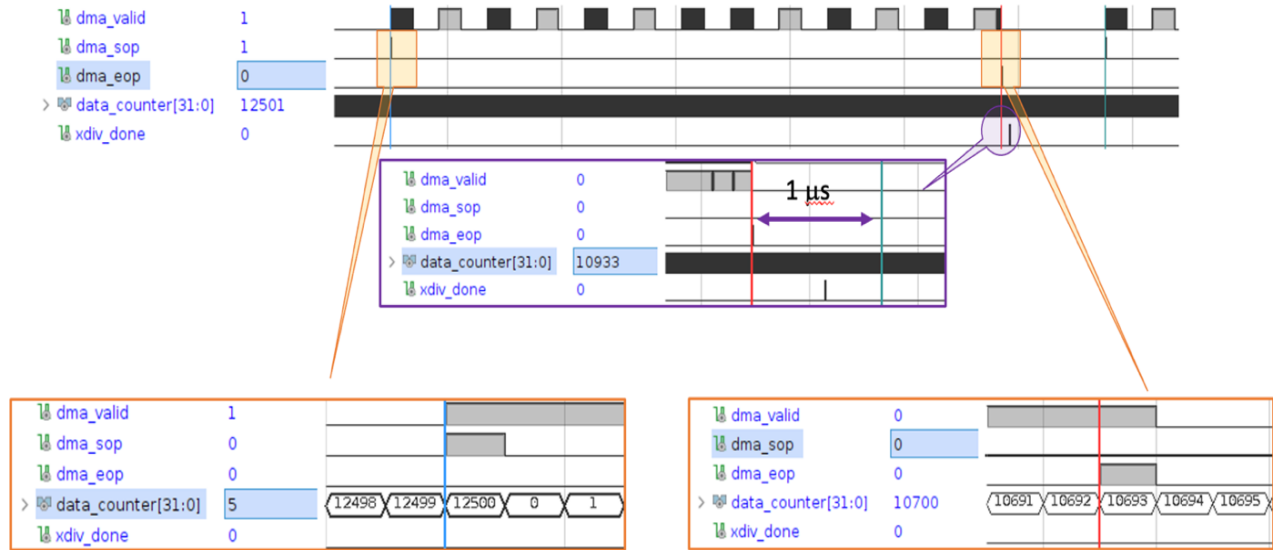 dma_valid 1
dma_sop 1
dma_eop 0
data_counter[31:0] 12501
xdiv_done 0
dma_valid 0
dma_sop 0
dma_eop 0
data_counter[31:0] 10933
xdiv_done 0
1 µs
dma_valid 1
dma_sop 0
dma_eop 0
data_counter[31:0] 5 12498 12499 12500 0 1
xdiv_done 0
dma_valid 0
dma_sop 0
dma_eop 0
data_counter[31:0] 10700 10691 10692 10693 10694 10695
xdiv_done 0